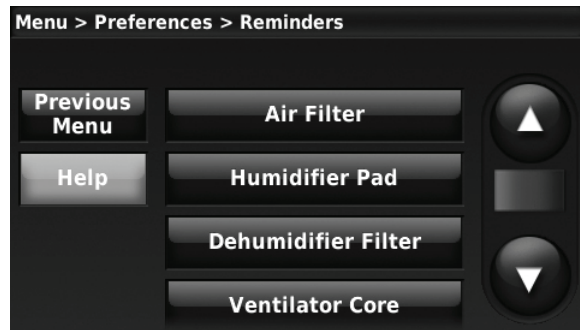 Menu > Preferences > Reminders
Previous
Menu
Air Filter
Help
Humidifier Pad
Dehumidifier Filter
Ventilator Core